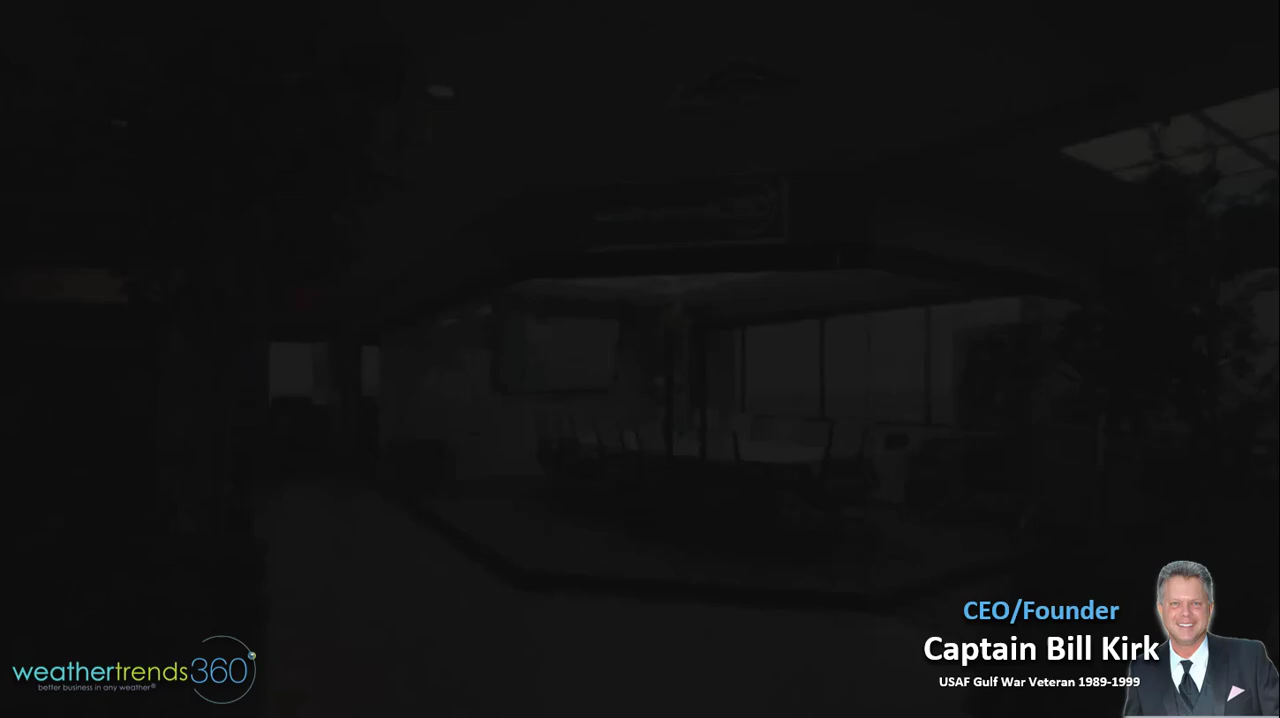 CEO/Founder
Captain Bill Kirk
USAF Gulf War Veteran 1989-1999
weathertrends360
better business in any weather®